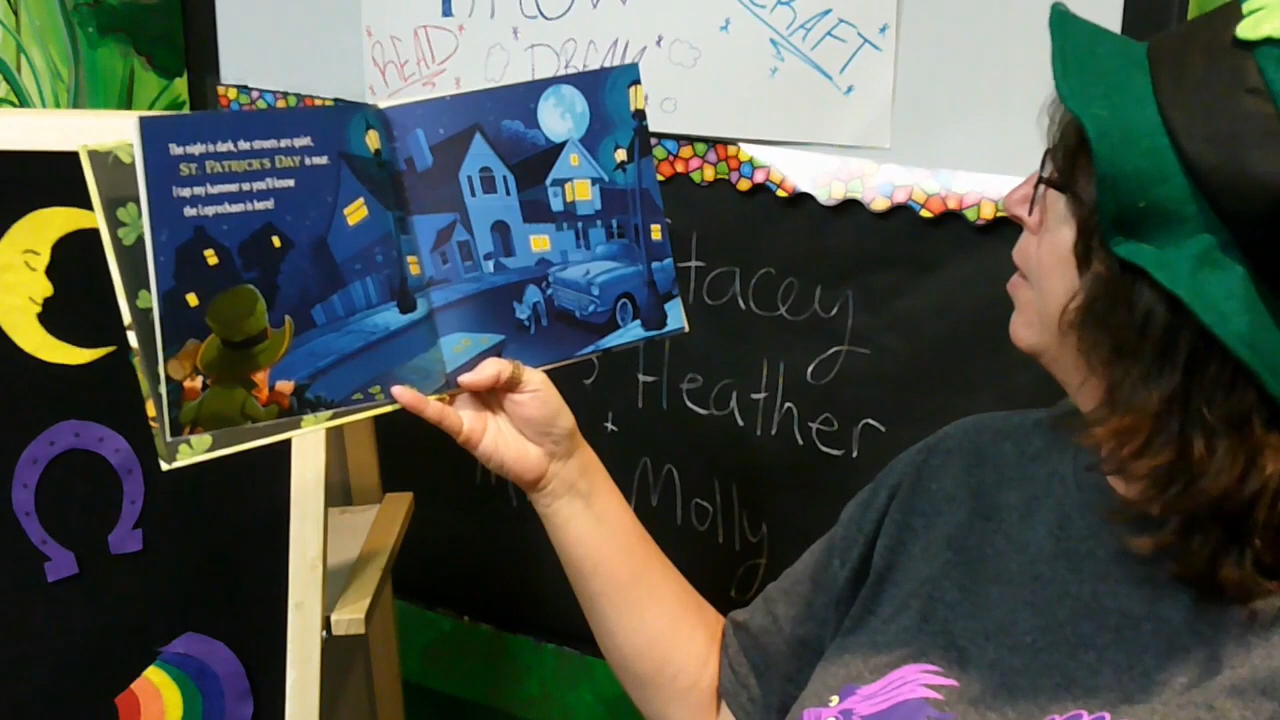 READ
DREAM
CRAFT
The night is dark, the streets are quiet,
ST. PATRICK'S DAY is near.
I tap my hammer so you'll know
the Leprechaun is here!
tacey
Heather
+
Molly